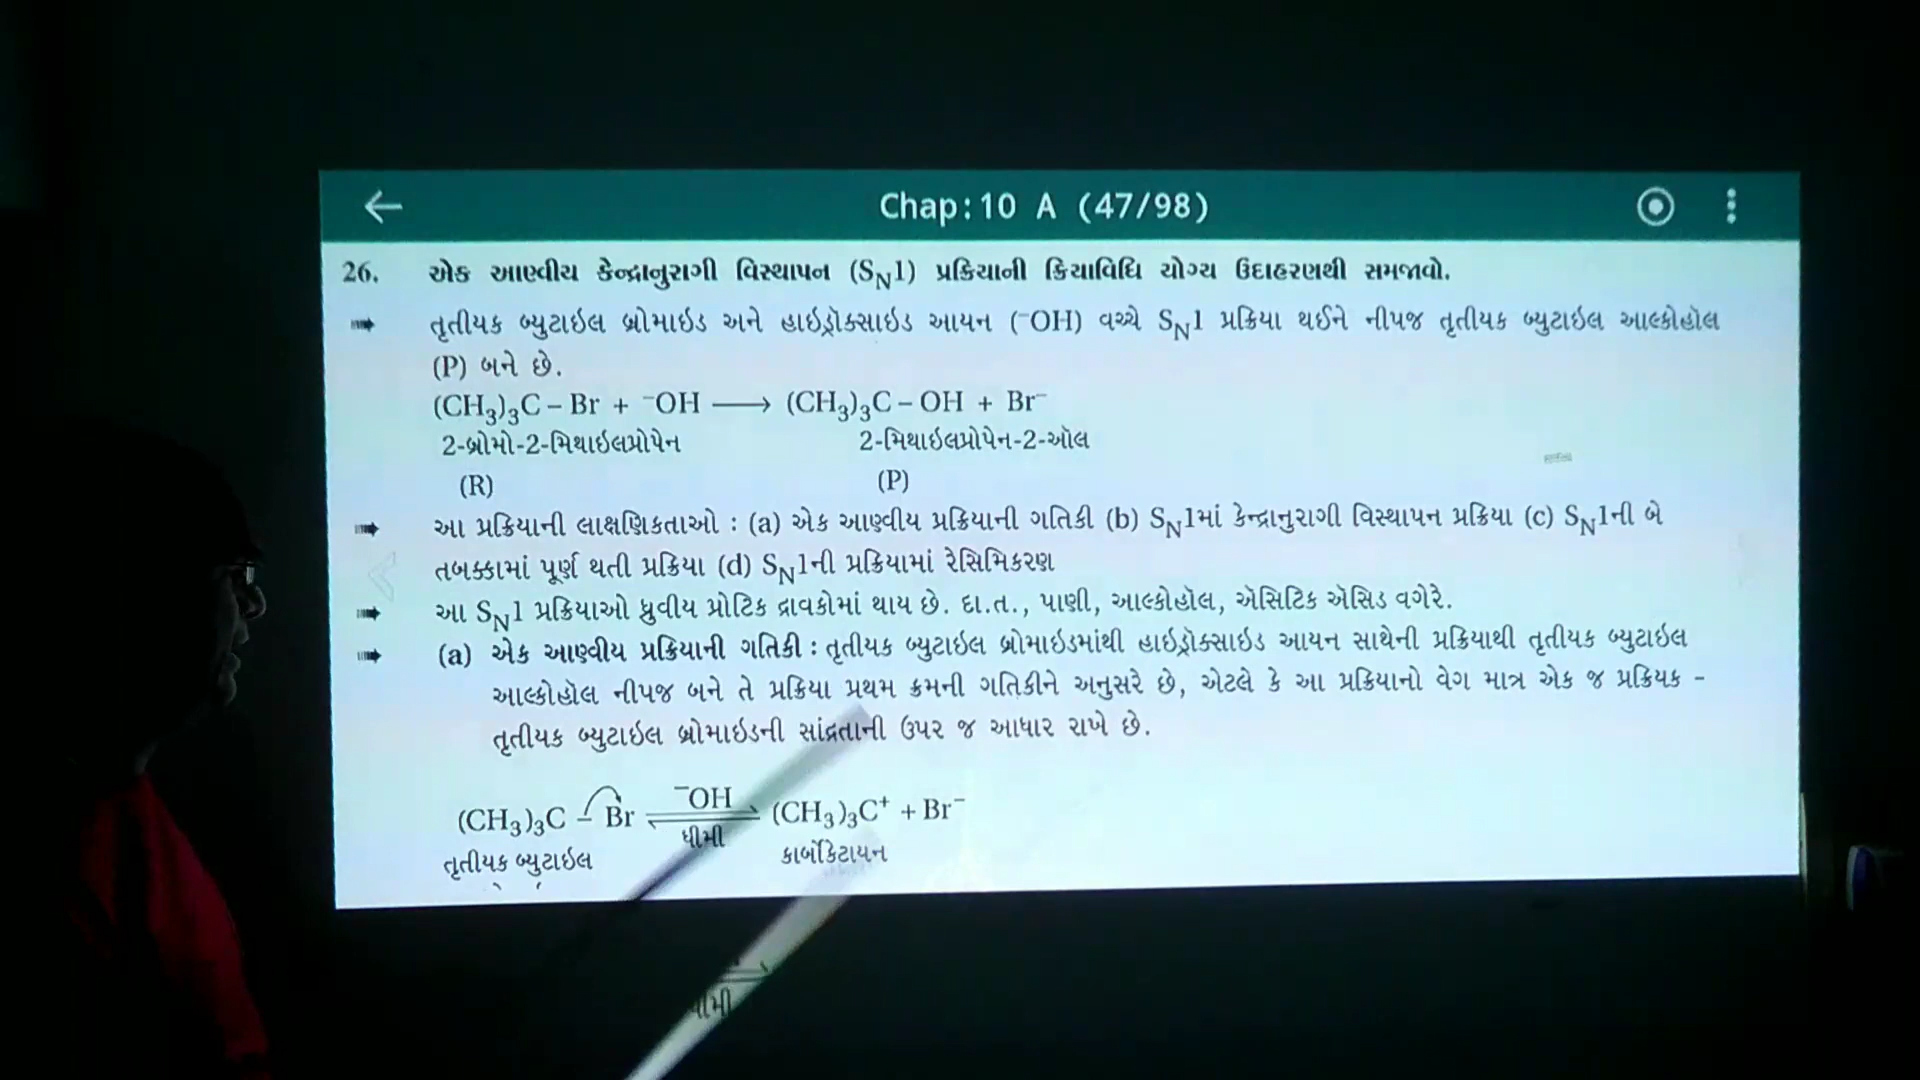 Chap:10 A (47/98)
26. એક આણ્વીય કેન્દ્રાનુરાગી વિસ્થાપન (SN1) પ્રક્રિયાની ક્રિયાવિધિ યોગ્ય ઉદાહરણથી સમજાવો.
➠ તૃતીયક બ્યુટાઇલ બ્રોમાઇડ અને હાઇડ્રૉક્સાઇડ આયન (⁻OH) વચ્ચે SN1 પ્રક્રિયા થઈને નીપજ તૃતીયક બ્યુટાઇલ આલ્કોહૉલ
(P) બને છે.
(CH₃)₃C – Br + ⁻OH ⟶ (CH₃)₃C – OH + Br⁻
2-બ્રોમો-2-મિથાઇલપ્રોપેન 2-મિથાઇલપ્રોપેન-2-ઑલ
(R) (P)
➠ આ પ્રક્રિયાની લાક્ષણિકતાઓ : (a) એક આણ્વીય પ્રક્રિયાની ગતિકી (b) SN1માં કેન્દ્રાનુરાગી વિસ્થાપન પ્રક્રિયા (c) SN1ની બે
તબક્કામાં પૂર્ણ થતી પ્રક્રિયા (d) SN1ની પ્રક્રિયામાં રેસિમિકરણ
➠ આ SN1 પ્રક્રિયાઓ ધ્રુવીય પ્રોટિક દ્રાવકોમાં થાય છે. દા.ત., પાણી, આલ્કોહૉલ, ઍસિટિક ઍસિડ વગેરે.
➠ (a) એક આણ્વીય પ્રક્રિયાની ગતિકી : તૃતીયક બ્યુટાઇલ બ્રોમાઇડમાંથી હાઇડ્રૉક્સાઇડ આયન સાથેની પ્રક્રિયાથી તૃતીયક બ્યુટાઇલ
આલ્કોહૉલ નીપજ બને તે પ્રક્રિયા પ્રથમ ક્રમની ગતિકીને અનુસરે છે, એટલે કે આ પ્રક્રિયાનો વેગ માત્ર એક જ પ્રક્રિયક -
તૃતીયક બ્યુટાઇલ બ્રોમાઇડની સાંદ્રતાની ઉપર જ આધાર રાખે છે.
(CH₃)₃C – Br ⇌ ⁻OH (CH₃)₃C⁺ + Br⁻
ધીમી
તૃતીયક બ્યુટાઇલ કાર્બોકેટાયન